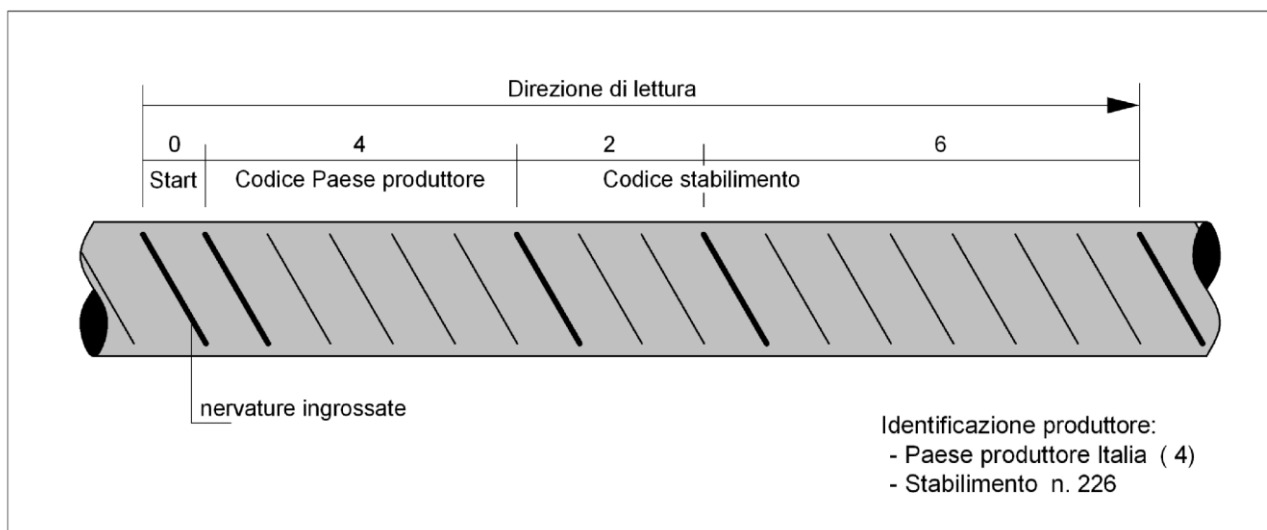 Direzione di lettura
0 4 2 6
Start Codice Paese produttore Codice stabilimento
nervature ingrossate
Identificazione produttore:
- Paese produttore Italia ( 4)
- Stabilimento n. 226